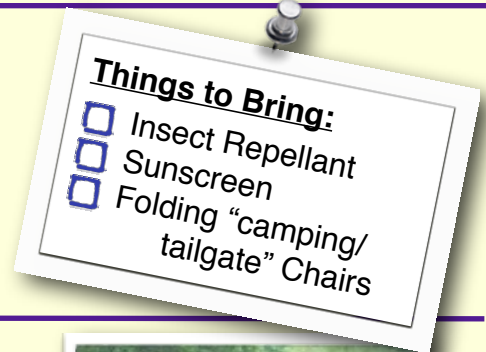 Things to Bring:
Insect Repellant
Sunscreen
Folding “camping/
tailgate” Chairs